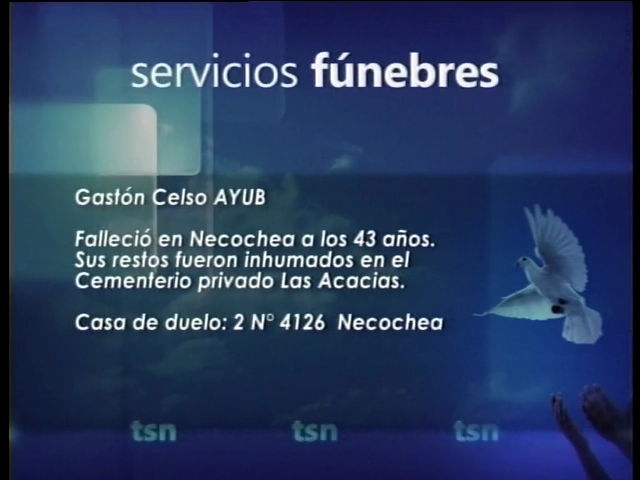 servicios fúnebres
Gastón Celso AYUB
Falleció en Necochea a los 43 años.
Sus restos fueron inhumados en el
Cementerio privado Las Acacias.
Casa de duelo: 2 N° 4126 Necochea
tsn tsn tsn